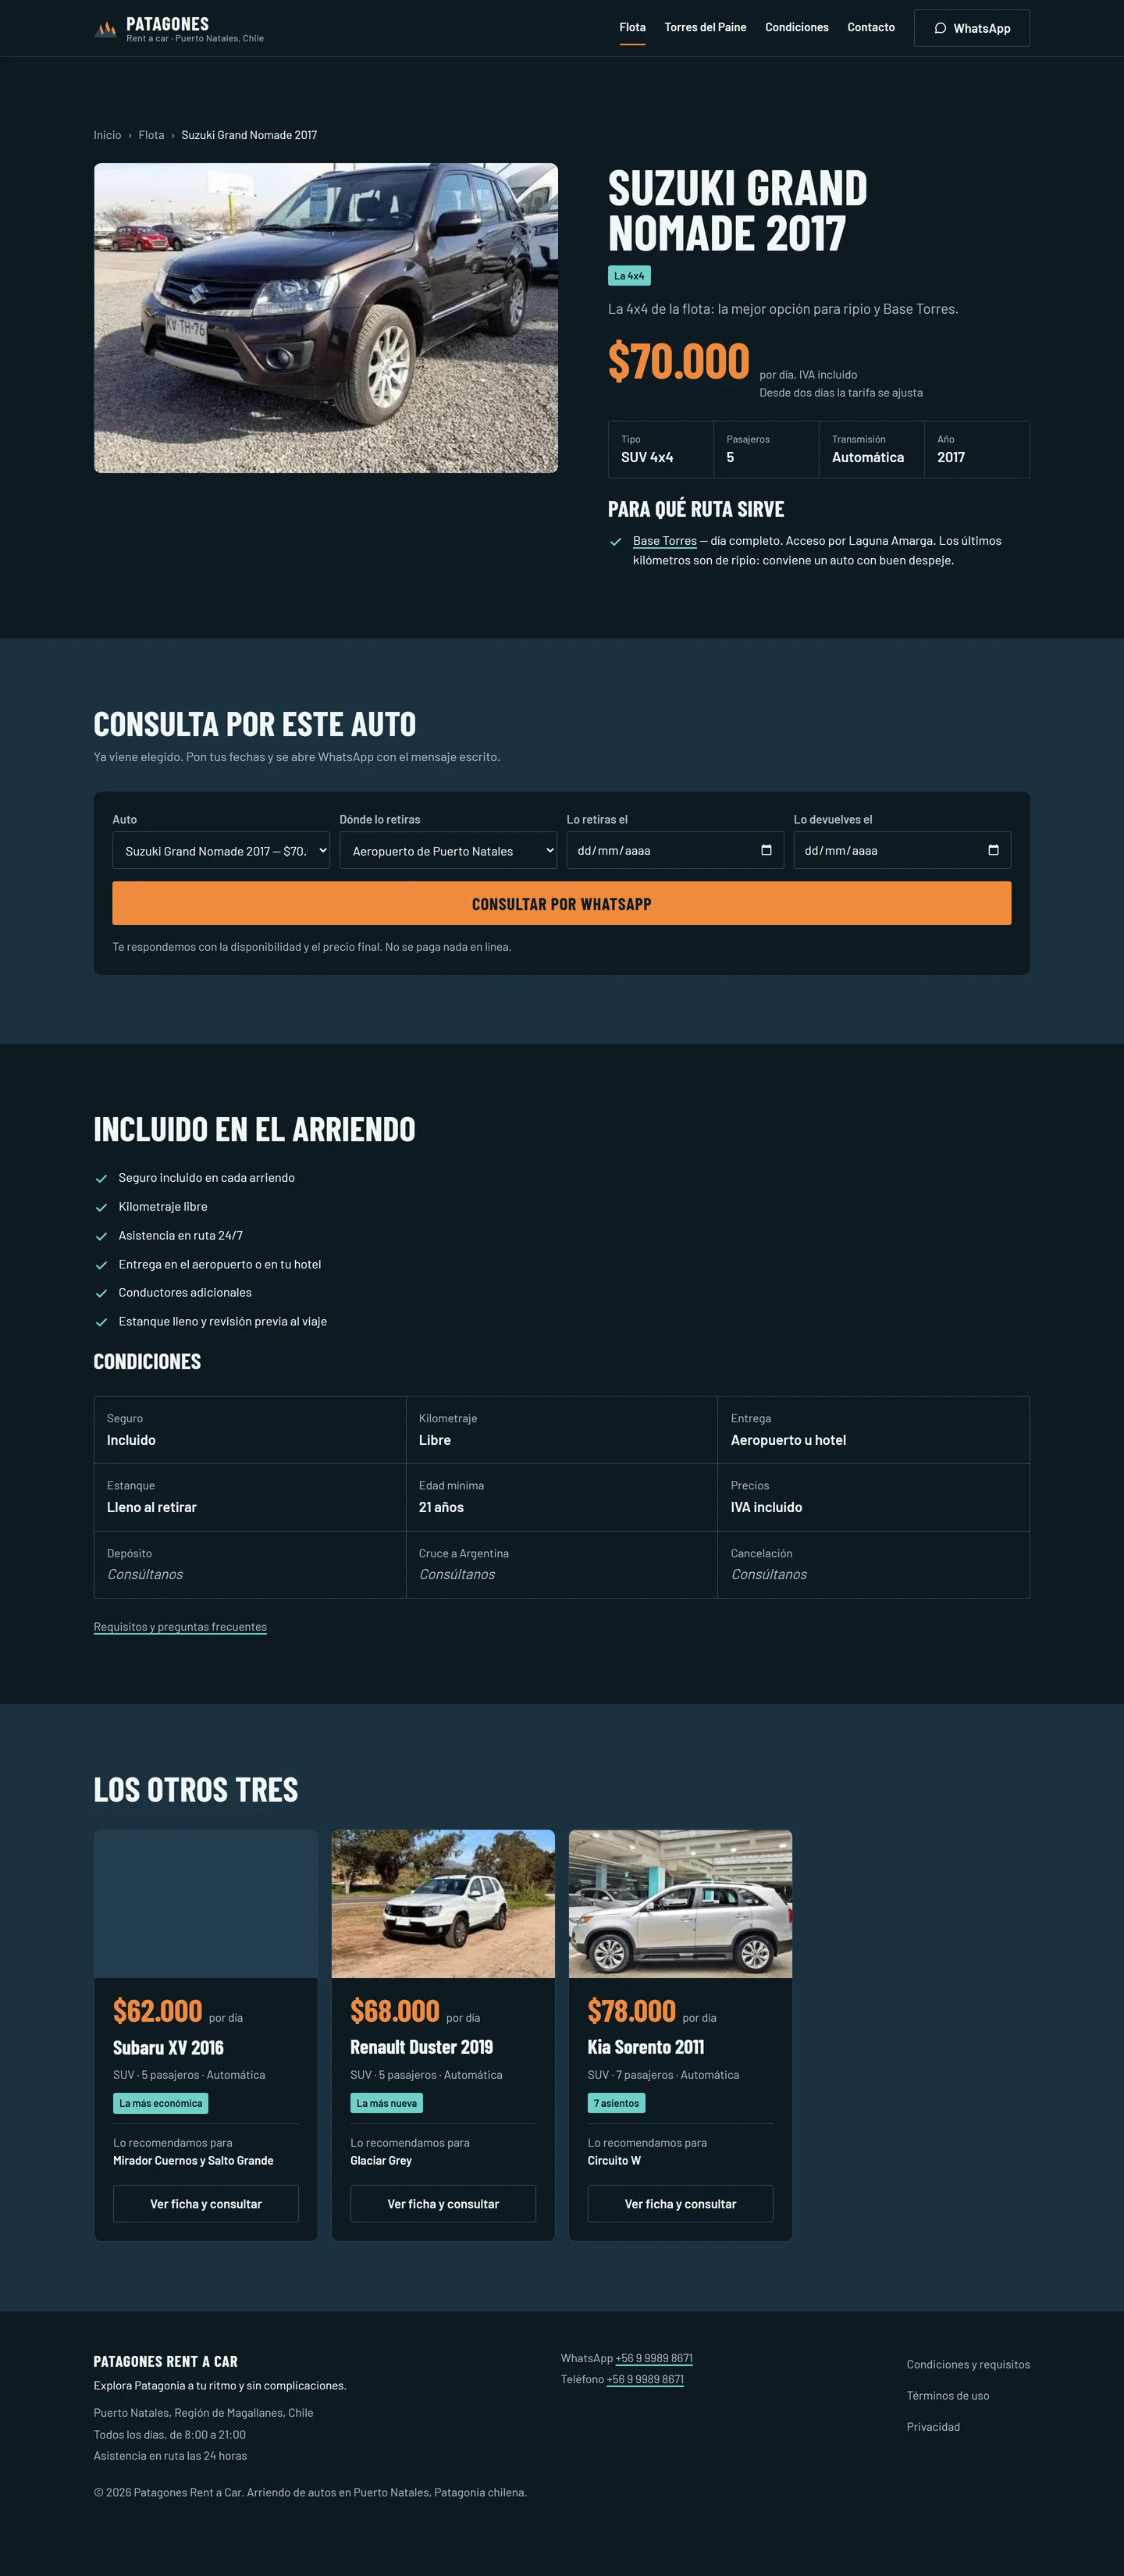 PATAGONES
Rent a car · Puerto Natales, Chile
Flota
Torres del Paine
Condiciones
Contacto
WhatsApp
Inicio › Flota › Suzuki Grand Nomade 2017
KV TH·76
SUZUKI GRAND
NOMADE 2017
La 4x4
La 4x4 de la flota: la mejor opción para ripio y Base Torres.
$70.000
por día, IVA incluido
Desde dos días la tarifa se ajusta
Tipo
SUV 4x4
Pasajeros
5
Transmisión
Automática
Año
2017
PARA QUÉ RUTA SIRVE
Base Torres — día completo. Acceso por Laguna Amarga. Los últimos
kilómetros son de ripio: conviene un auto con buen despeje.
CONSULTA POR ESTE AUTO
Ya viene elegido. Pon tus fechas y se abre WhatsApp con el mensaje escrito.
Auto
Dónde lo retiras
Lo retiras el
Lo devuelves el
Suzuki Grand Nomade 2017 — $70.
Aeropuerto de Puerto Natales
dd/mm/aaaa
dd/mm/aaaa
CONSULTAR POR WHATSAPP
Te respondemos con la disponibilidad y el precio final. No se paga nada en línea.
INCLUIDO EN EL ARRIENDO
Seguro incluido en cada arriendo
Kilometraje libre
Asistencia en ruta 24/7
Entrega en el aeropuerto o en tu hotel
Conductores adicionales
Estanque lleno y revisión previa al viaje
CONDICIONES
Seguro
Incluido
Kilometraje
Libre
Entrega
Aeropuerto u hotel
Estanque
Lleno al retirar
Edad mínima
21 años
Precios
IVA incluido
Depósito
Consúltanos
Cruce a Argentina
Consúltanos
Cancelación
Consúltanos
Requisitos y preguntas frecuentes
LOS OTROS TRES
$62.000 por día
Subaru XV 2016
SUV · 5 pasajeros · Automática
La más económica
Lo recomendamos para
Mirador Cuernos y Salto Grande
Ver ficha y consultar
$68.000 por día
Renault Duster 2019
SUV · 5 pasajeros · Automática
La más nueva
Lo recomendamos para
Glaciar Grey
Ver ficha y consultar
$78.000 por día
Kia Sorento 2011
SUV · 7 pasajeros · Automática
7 asientos
Lo recomendamos para
Circuito W
Ver ficha y consultar
PATAGONES RENT A CAR
Explora Patagonia a tu ritmo y sin complicaciones.
Puerto Natales, Región de Magallanes, Chile
Todos los días, de 8:00 a 21:00
Asistencia en ruta las 24 horas
WhatsApp +56 9 9989 8671
Teléfono +56 9 9989 8671
Condiciones y requisitos
Términos de uso
Privacidad
© 2026 Patagones Rent a Car. Arriendo de autos en Puerto Natales, Patagonia chilena.